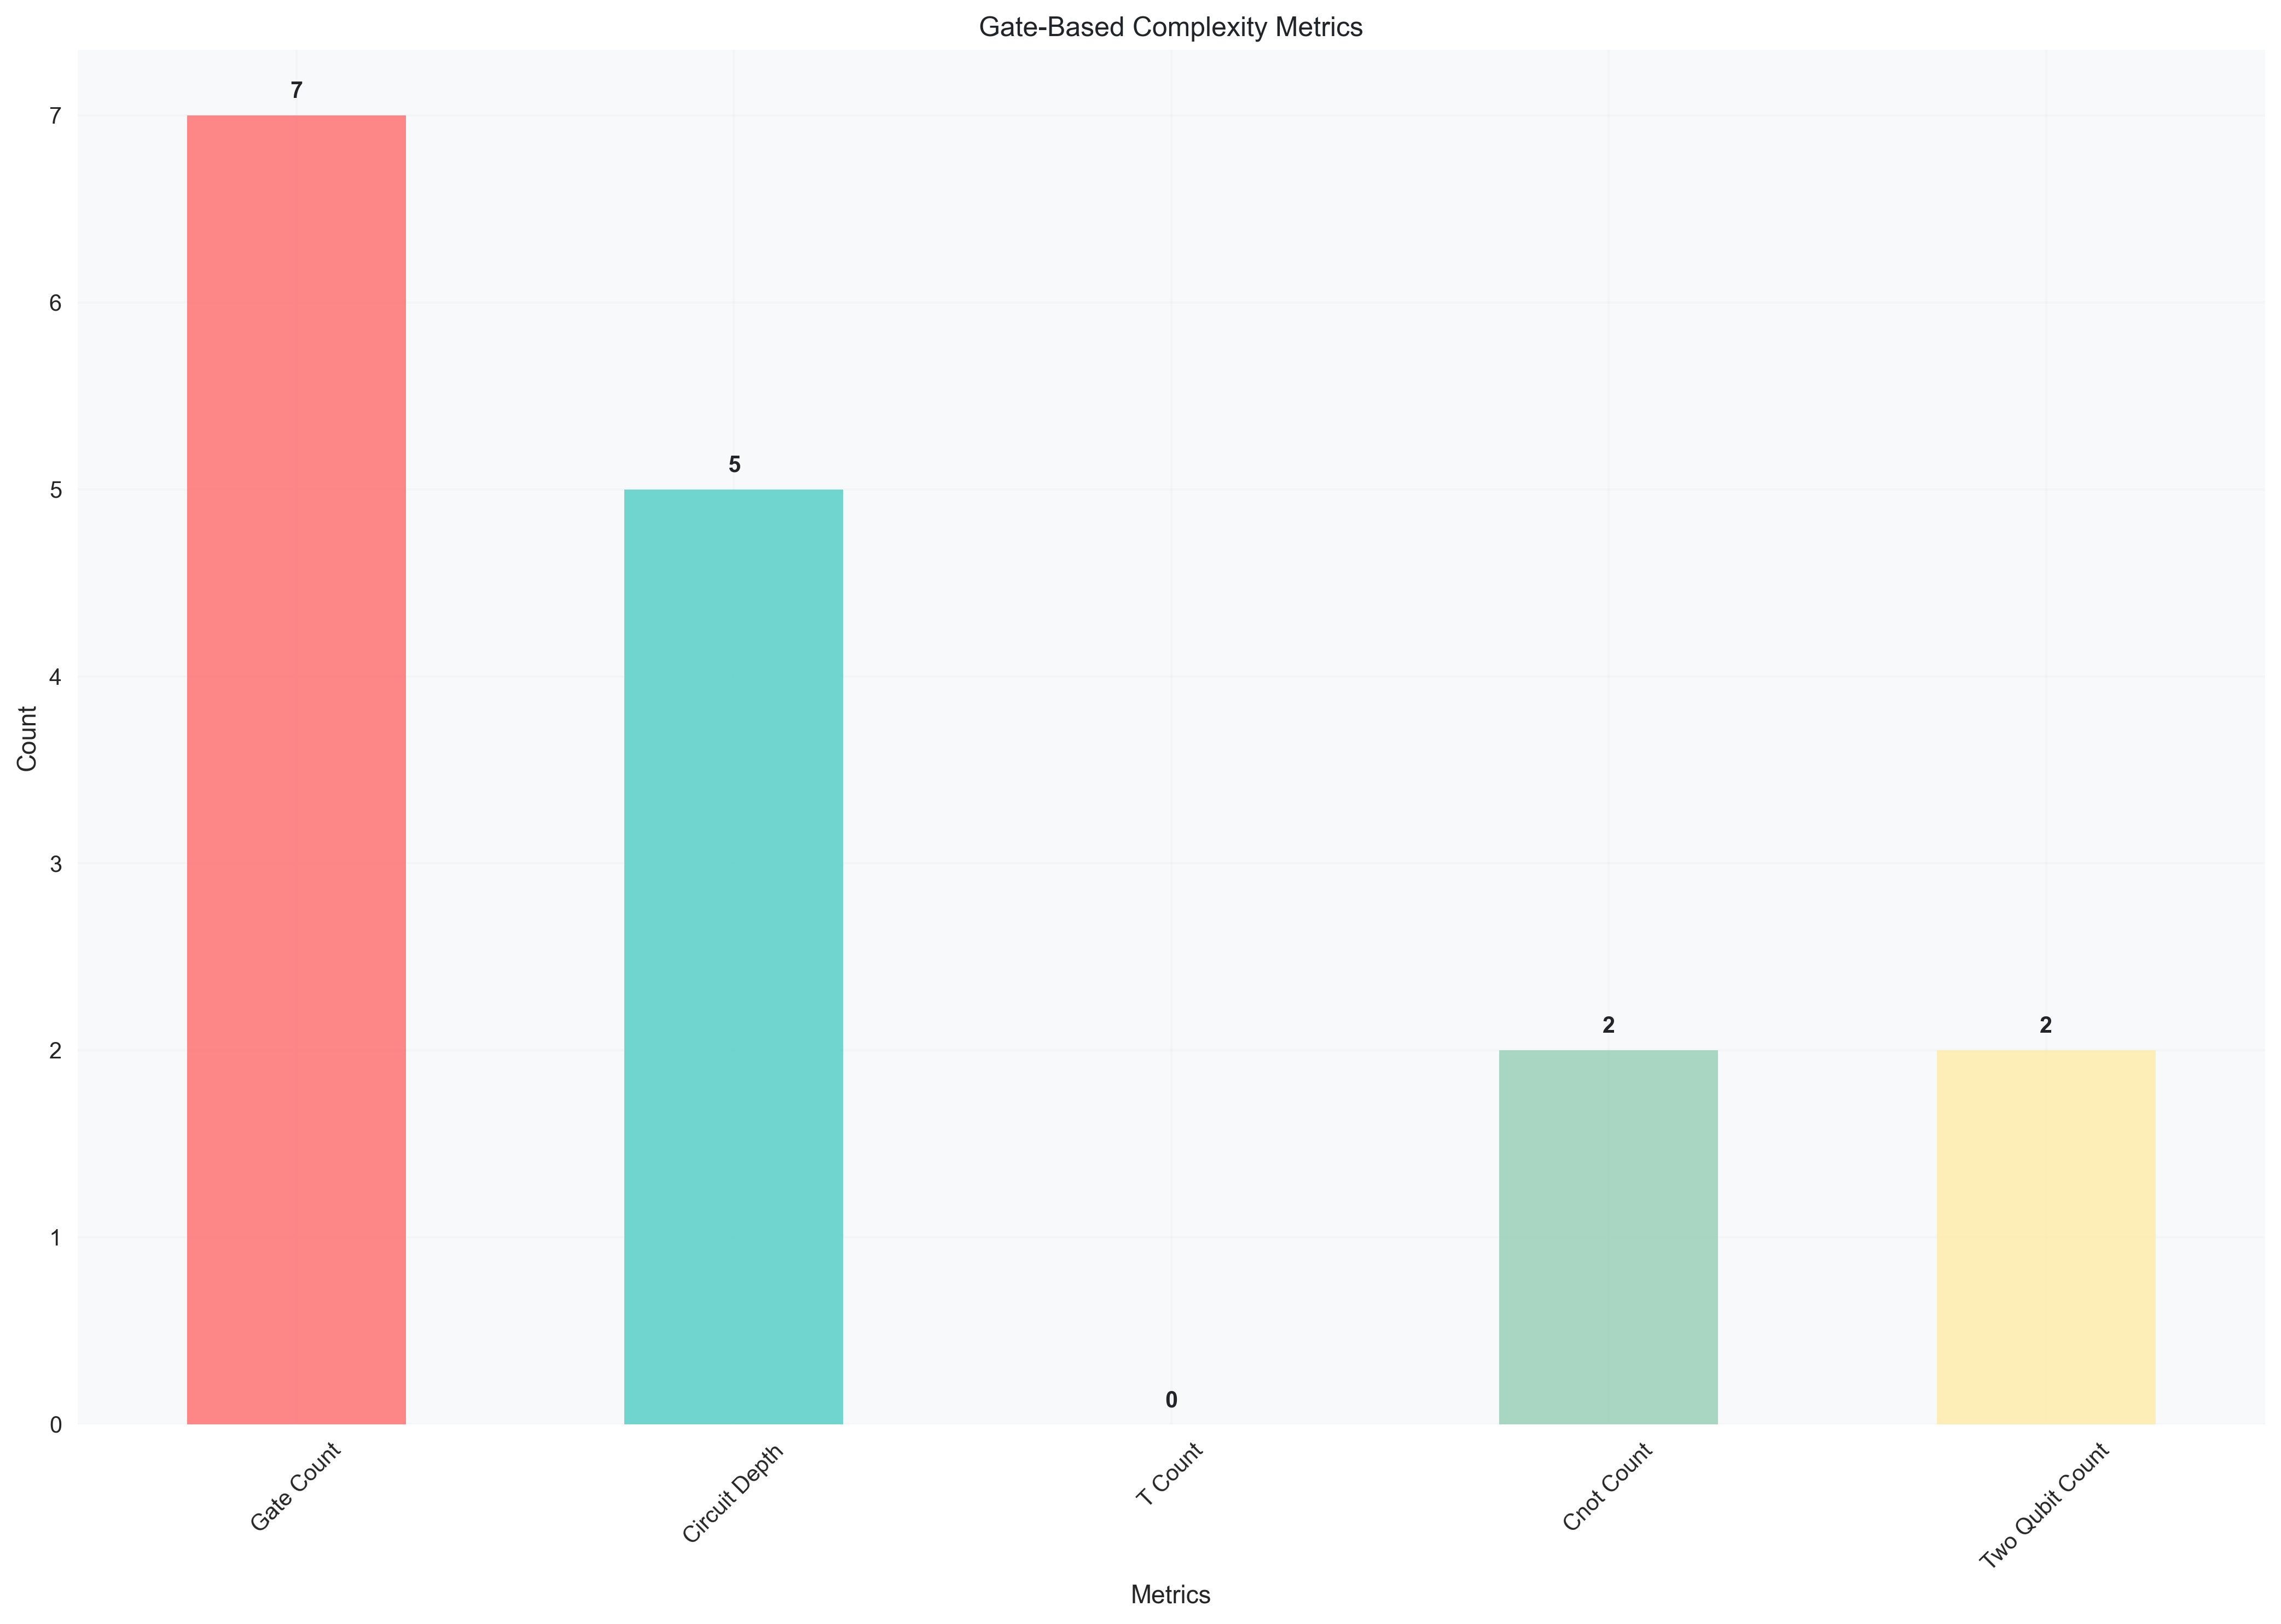 Gate-Based Complexity Metrics
7
5
0
2
2
7
6
5
4
3
2
1
0
Count
Gate Count
Circuit Depth
T Count
Cnot Count
Two Qubit Count
Metrics